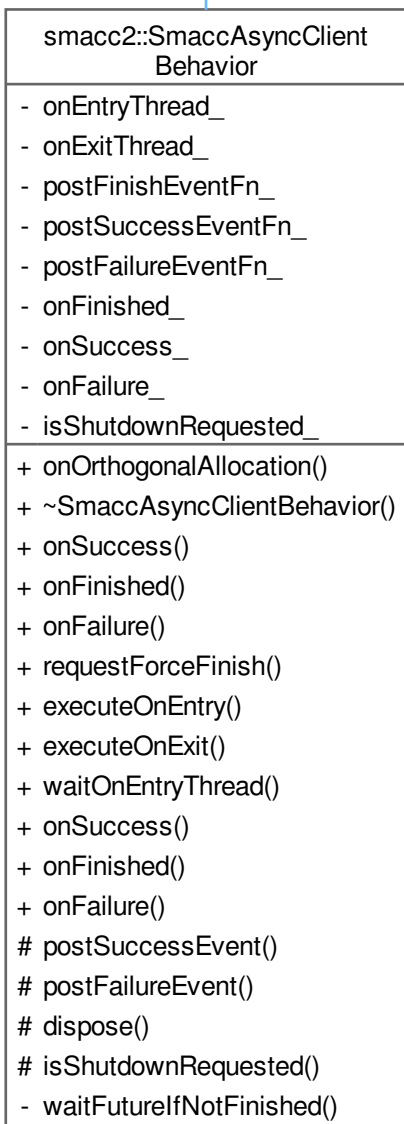 smacc2::SmaccAsyncClient
Behavior
- onEntryThread_
- onExitThread_
- postFinishEventFn_
- postSuccessEventFn_
- postFailureEventFn_
- onFinished_
- onSuccess_
- onFailure_
- isShutdownRequested_
+ onOrthogonalAllocation()
+ ~SmaccAsyncClientBehavior()
+ onSuccess()
+ onFinished()
+ onFailure()
+ requestForceFinish()
+ executeOnEntry()
+ executeOnExit()
+ waitOnEntryThread()
+ onSuccess()
+ onFinished()
+ onFailure()
# postSuccessEvent()
# postFailureEvent()
# dispose()
# isShutdownRequested()
- waitFutureIfNotFinished()